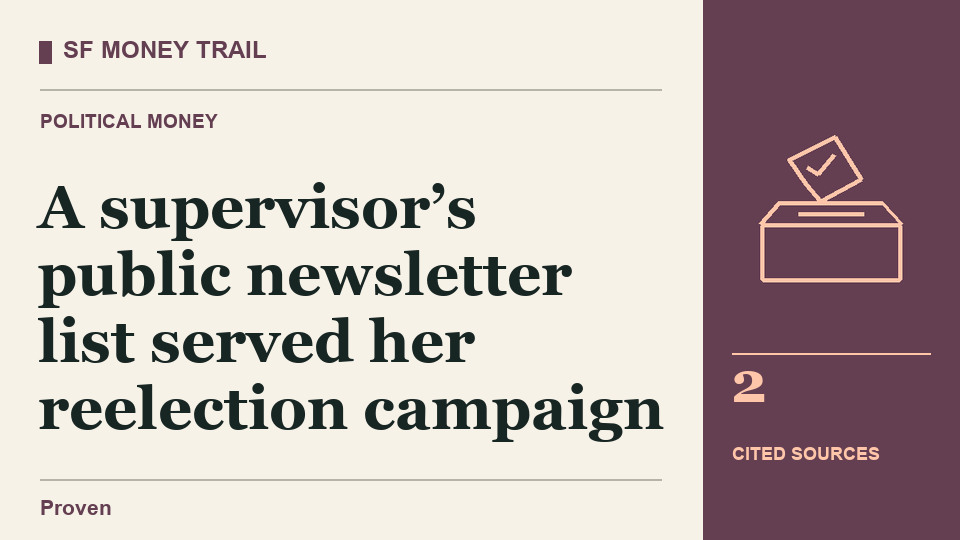 SF MONEY TRAIL
POLITICAL MONEY
A supervisor’s
public newsletter
list served her
reelection campaign
Proven
2
CITED SOURCES